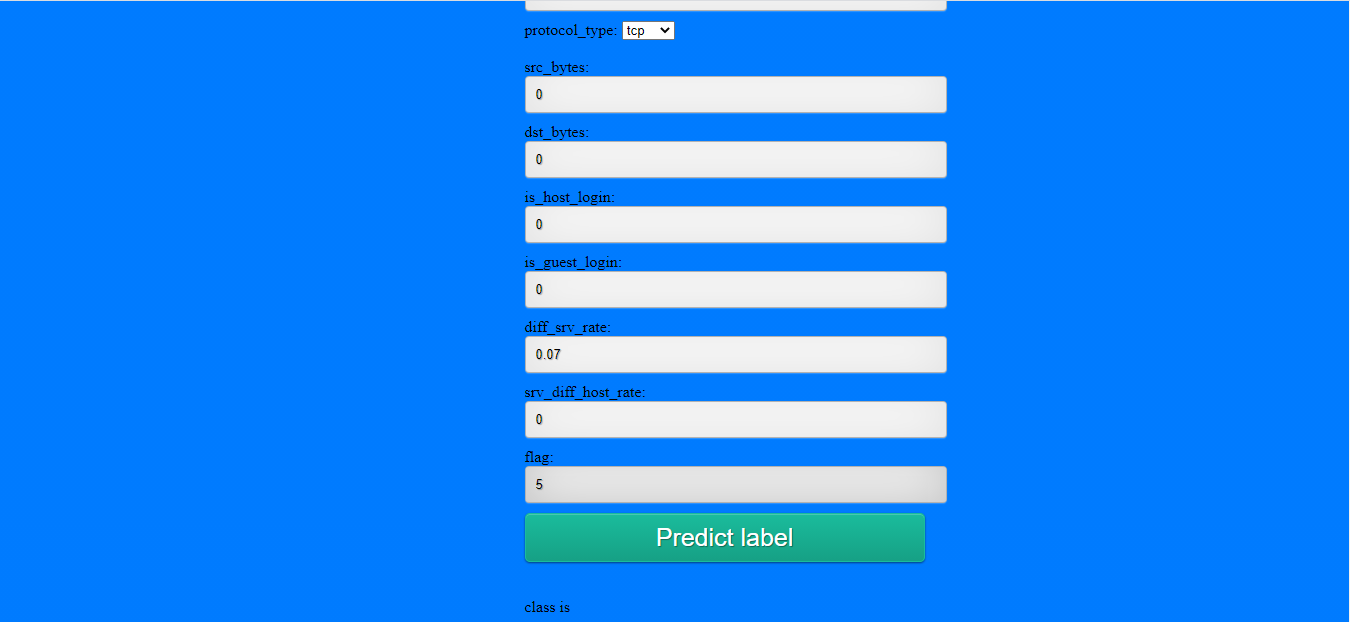 protocol_type: tcp
src_bytes:
0
dst_bytes:
0
is_host_login:
0
is_guest_login:
0
diff_srv_rate:
0.07
srv_diff_host_rate:
0
flag:
5
Predict label
class is